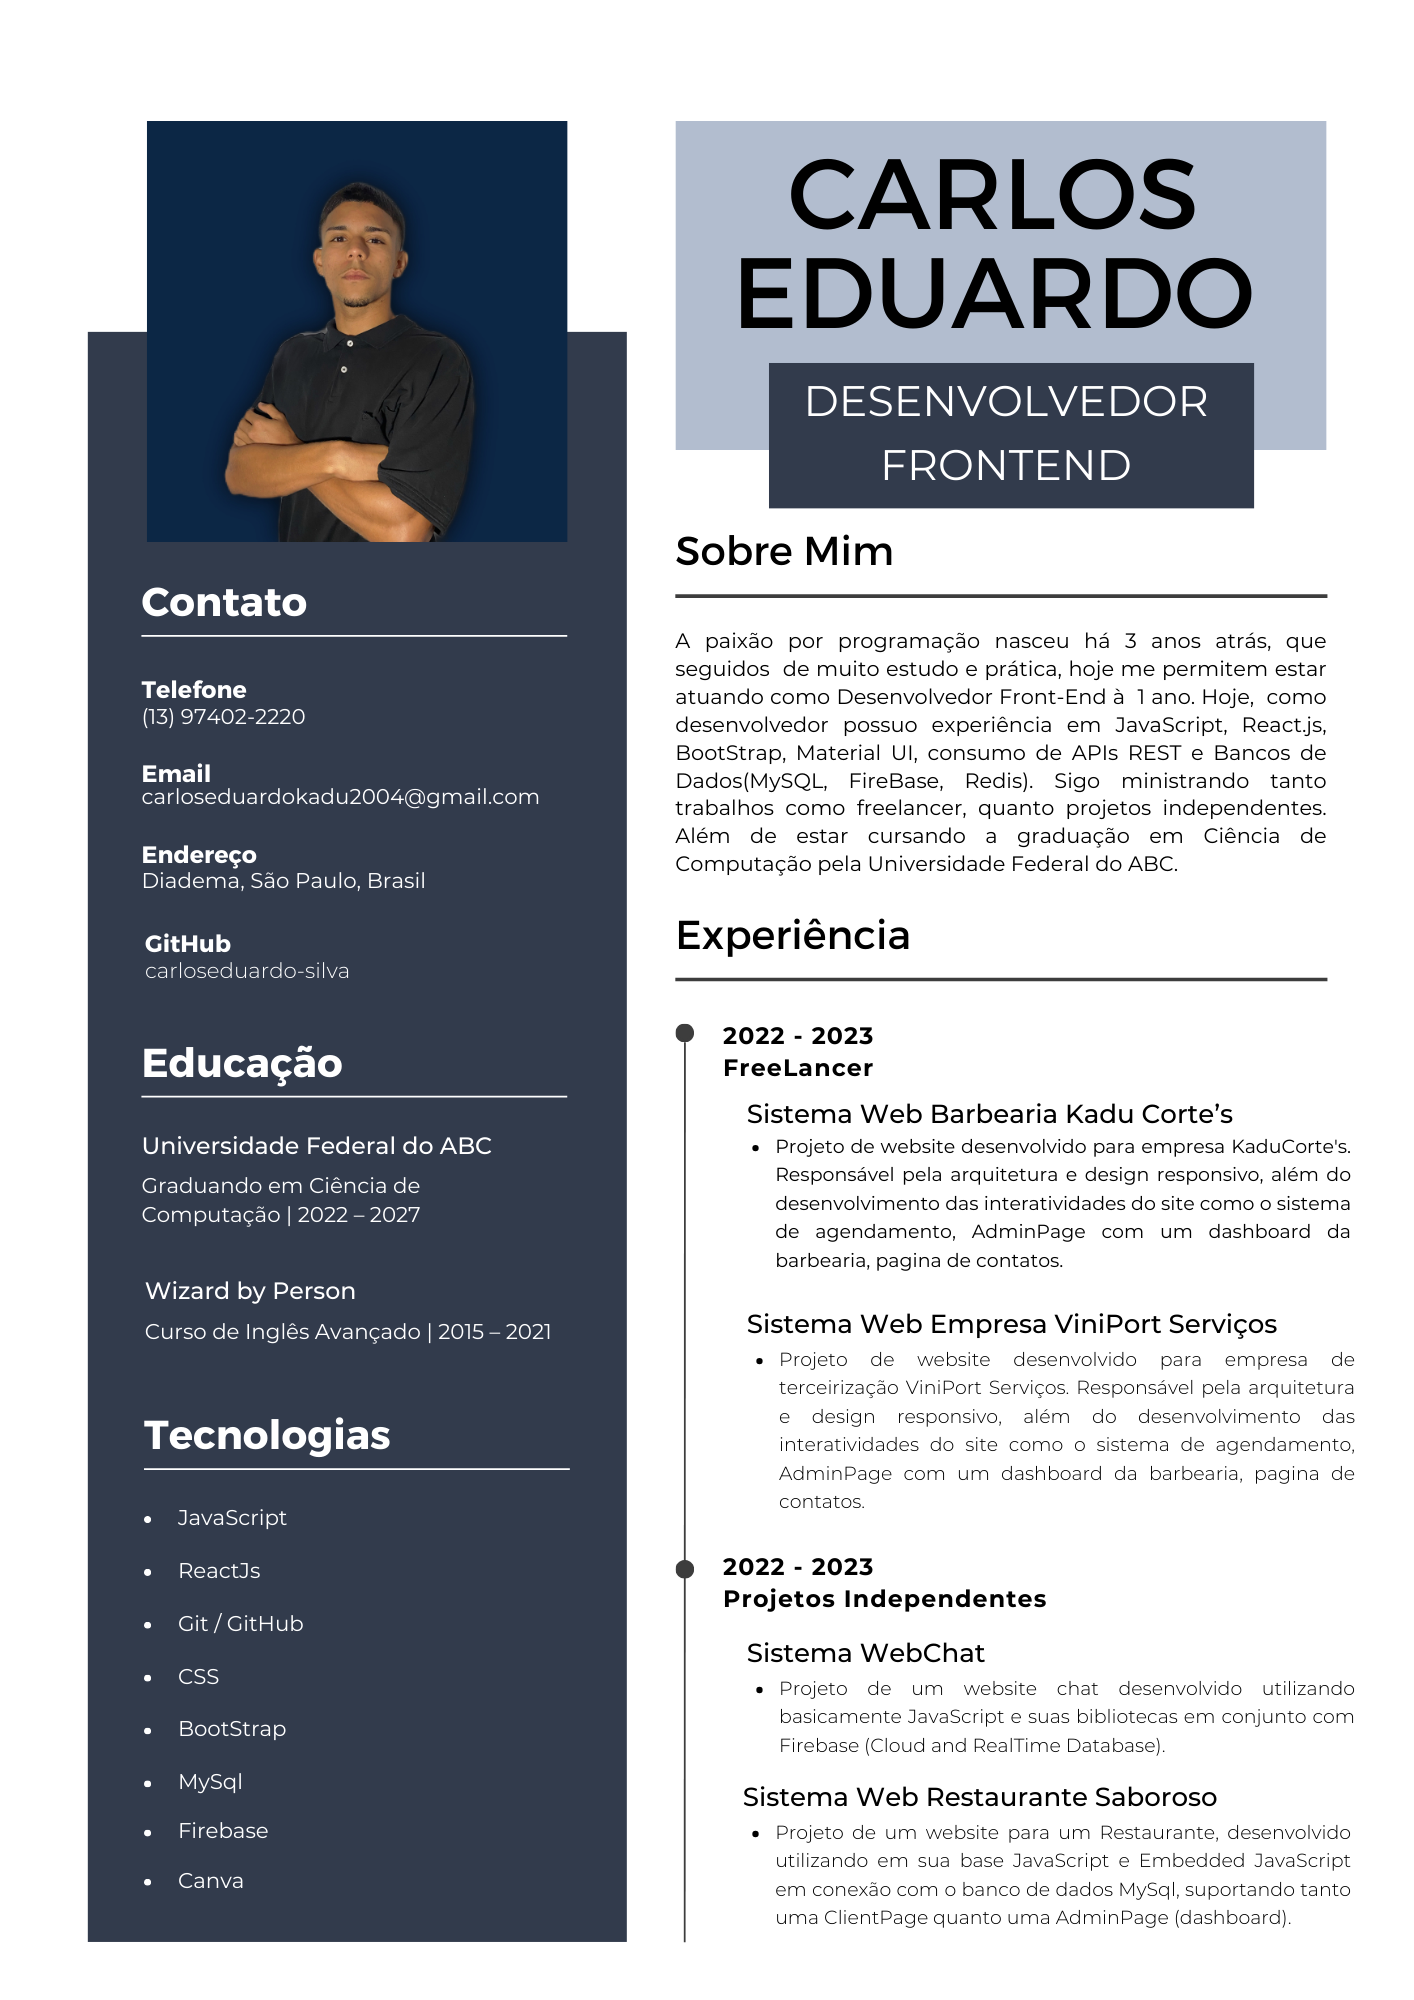 CARLOS
EDUARDO
DESENVOLVEDOR
FRONTEND
Contato
Telefone
(13) 97402-2220
Email
carloseduardokadu2004@gmail.com
Endereço
Diadema, São Paulo, Brasil
GitHub
carloseduardo-silva
Educação
Universidade Federal do ABC
Graduando em Ciência de
Computação | 2022 – 2027
Wizard by Person
Curso de Inglês Avançado | 2015 – 2021
Tecnologias
• JavaScript
• ReactJs
• Git / GitHub
• CSS
• BootStrap
• MySql
• Firebase
• Canva
Sobre Mim
A paixão por programação nasceu há 3 anos atrás, que
seguidos de muito estudo e prática, hoje me permitem estar
atuando como Desenvolvedor Front-End à 1 ano. Hoje, como
desenvolvedor possuo experiência em JavaScript, React.js,
BootStrap, Material UI, consumo de APIs REST e Bancos de
Dados(MySQL, FireBase, Redis). Sigo ministrando tanto
trabalhos como freelancer, quanto projetos independentes.
Além de estar cursando a graduação em Ciência de
Computação pela Universidade Federal do ABC.
Experiência
2022 - 2023
FreeLancer
Sistema Web Barbearia Kadu Corte’s
• Projeto de website desenvolvido para empresa KaduCorte's.
Responsável pela arquitetura e design responsivo, além do
desenvolvimento das interatividades do site como o sistema
de agendamento, AdminPage com um dashboard da
barbearia, pagina de contatos.
Sistema Web Empresa ViniPort Serviços
• Projeto de website desenvolvido para empresa de
terceirização ViniPort Serviços. Responsável pela arquitetura
e design responsivo, além do desenvolvimento das
interatividades do site como o sistema de agendamento,
AdminPage com um dashboard da barbearia, pagina de
contatos.
2022 - 2023
Projetos Independentes
Sistema WebChat
• Projeto de um website chat desenvolvido utilizando
basicamente JavaScript e suas bibliotecas em conjunto com
Firebase (Cloud and RealTime Database).
Sistema Web Restaurante Saboroso
• Projeto de um website para um Restaurante, desenvolvido
utilizando em sua base JavaScript e Embedded JavaScript
em conexão com o banco de dados MySql, suportando tanto
uma ClientPage quanto uma AdminPage (dashboard).